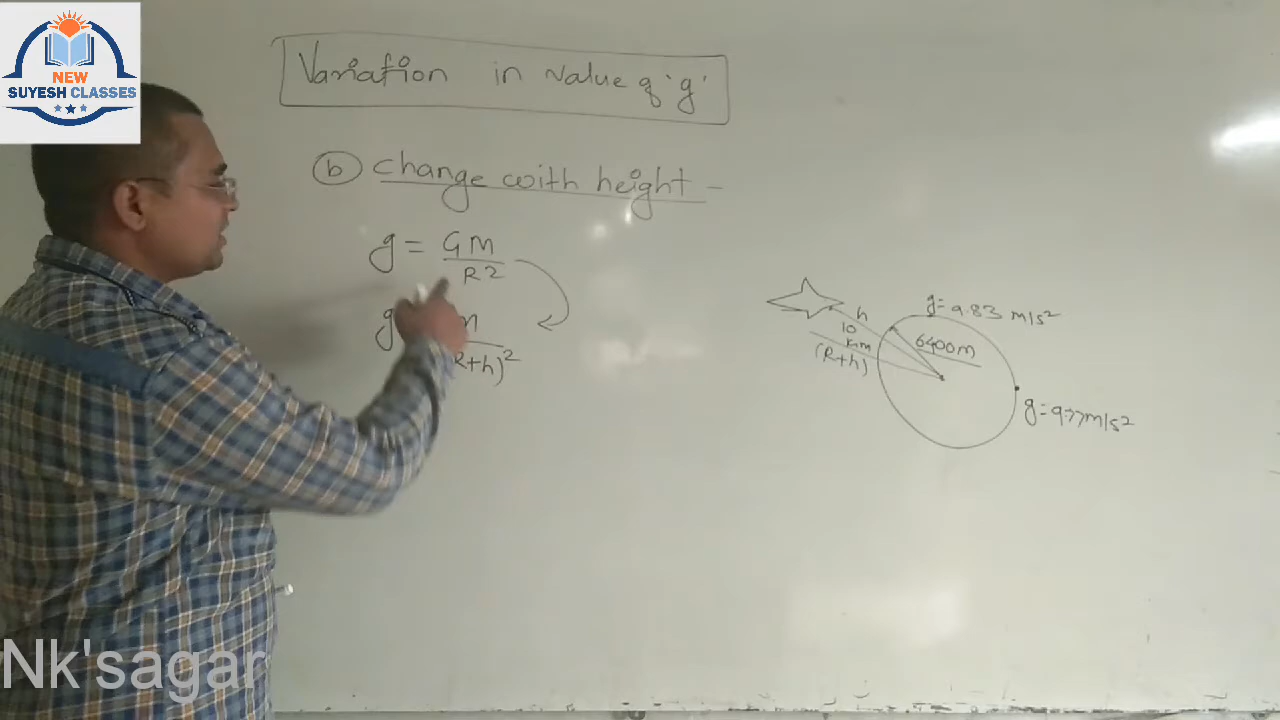 NEW
SUYESH CLASSES
Variation in value of 'g'
(b) Change with height -
g = GM
R²
g
(R+h)²
h
10
km
(R+h)
g = 9.83 m/s²
6400m
g = 9.77 m/s²
Nk'sagar